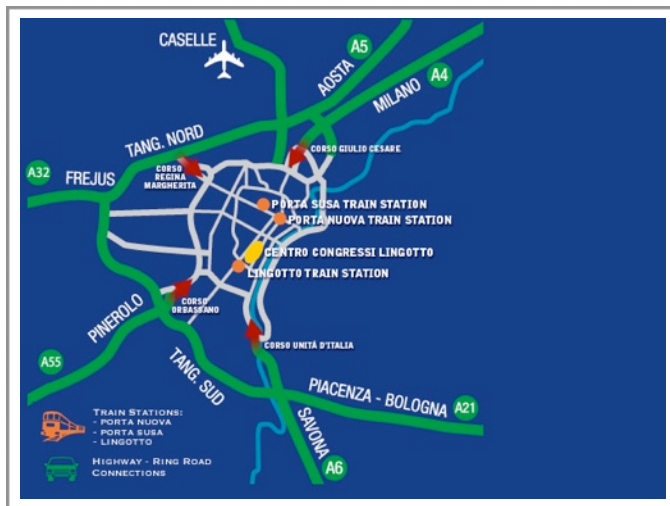 CASELLE
A5
AOSTA
A4
MILANO
TANG. NORD
CORSO GIULIO CESARE
A32
FREJUS
CORSO
REGINA
MARGHERITA
PORTA SUSA TRAIN STATION
PORTA NUOVA TRAIN STATION
CENTRO CONGRESSI LINGOTTO
LINGOTTO TRAIN STATION
CORSO
ORBASSANO
PINEROLO
CORSO UNITÁ D'ITALIA
A55
TANG. SUD
PIACENZA - BOLOGNA
A21
SAVONA
A6
TRAIN STATIONS:
- PORTA NUOVA
- PORTA SUSA
- LINGOTTO
HIGHWAY - RING ROAD
CONNECTIONS